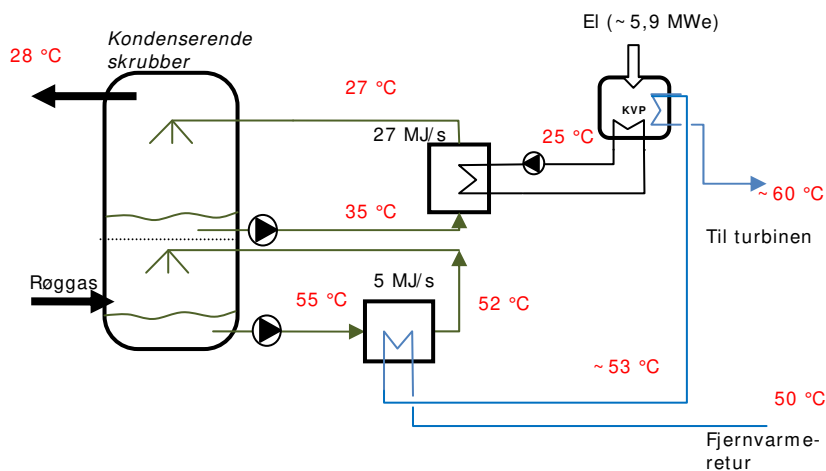 El (~ 5,9 MWe)
Kondenserende
skrubber
28 °C
27 °C
KVP
27 MJ/s
25 °C
~ 60 °C
35 °C
Til turbinen
Røggas
5 MJ/s
55 °C
52 °C
~ 53 °C
50 °C
Fjernvarme-
retur